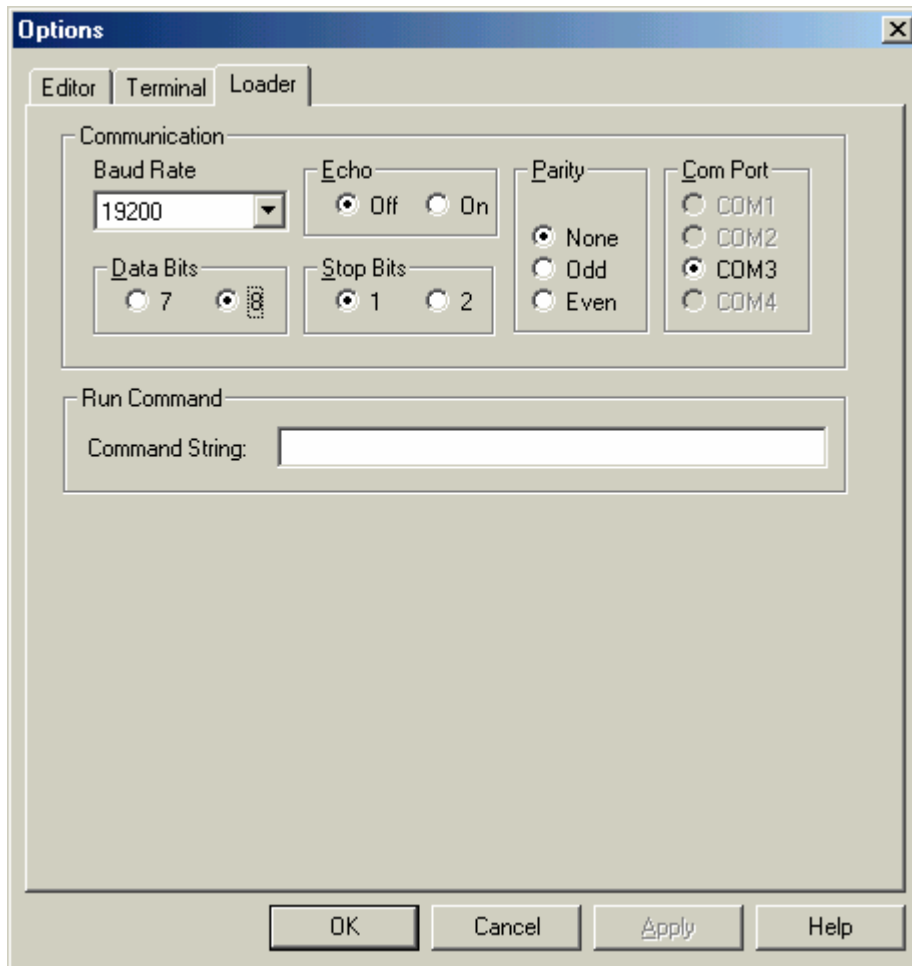 Options
Editor Terminal Loader
Communication
Baud Rate Echo Parity Com Port
19200 Off On COM1
None COM2
Data Bits Stop Bits Odd COM3
7 8 1 2 Even COM4
Run Command
Command String:
OK Cancel Apply Help